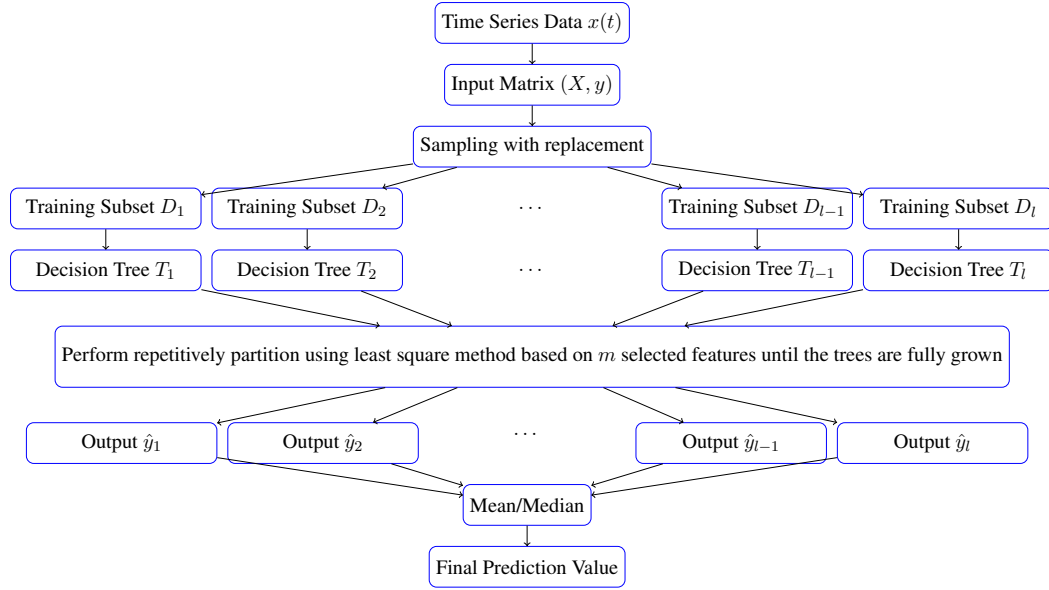 Time Series Data x(t)
Input Matrix (X, y)
Sampling with replacement
Training Subset D₁ Training Subset D₂ ... Training Subset Dₗ₋₁ Training Subset Dₗ
Decision Tree T₁ Decision Tree T₂ ... Decision Tree Tₗ₋₁ Decision Tree Tₗ
Perform repetitively partition using least square method based on m selected features until the trees are fully grown
Output ŷ₁ Output ŷ₂ ... Output ŷₗ₋₁ Output ŷₗ
Mean/Median
Final Prediction Value